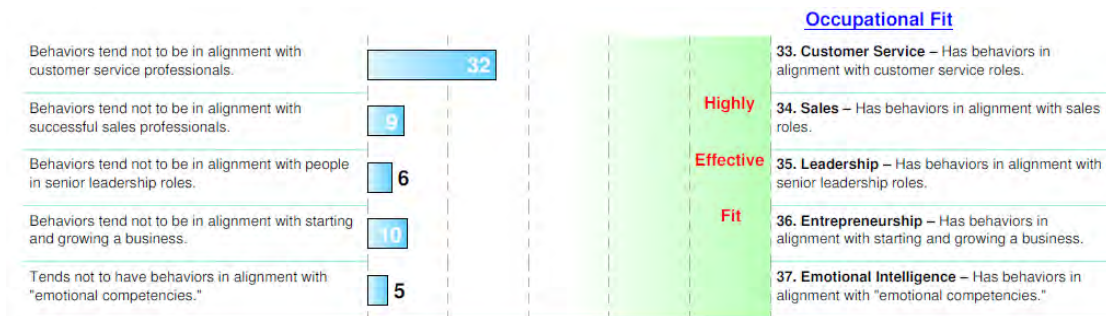 Occupational Fit
Behaviors tend not to be in alignment with
customer service professionals.
32
33. Customer Service – Has behaviors in
alignment with customer service roles.
Behaviors tend not to be in alignment with
successful sales professionals.
9
Highly
34. Sales – Has behaviors in alignment with sales
roles.
Behaviors tend not to be in alignment with people
in senior leadership roles.
6
Effective
35. Leadership – Has behaviors in alignment with
senior leadership roles.
Behaviors tend not to be in alignment with starting
and growing a business.
10
Fit
36. Entrepreneurship – Has behaviors in
alignment with starting and growing a business.
Tends not to have behaviors in alignment with
"emotional competencies."
5
37. Emotional Intelligence – Has behaviors in
alignment with "emotional competencies."